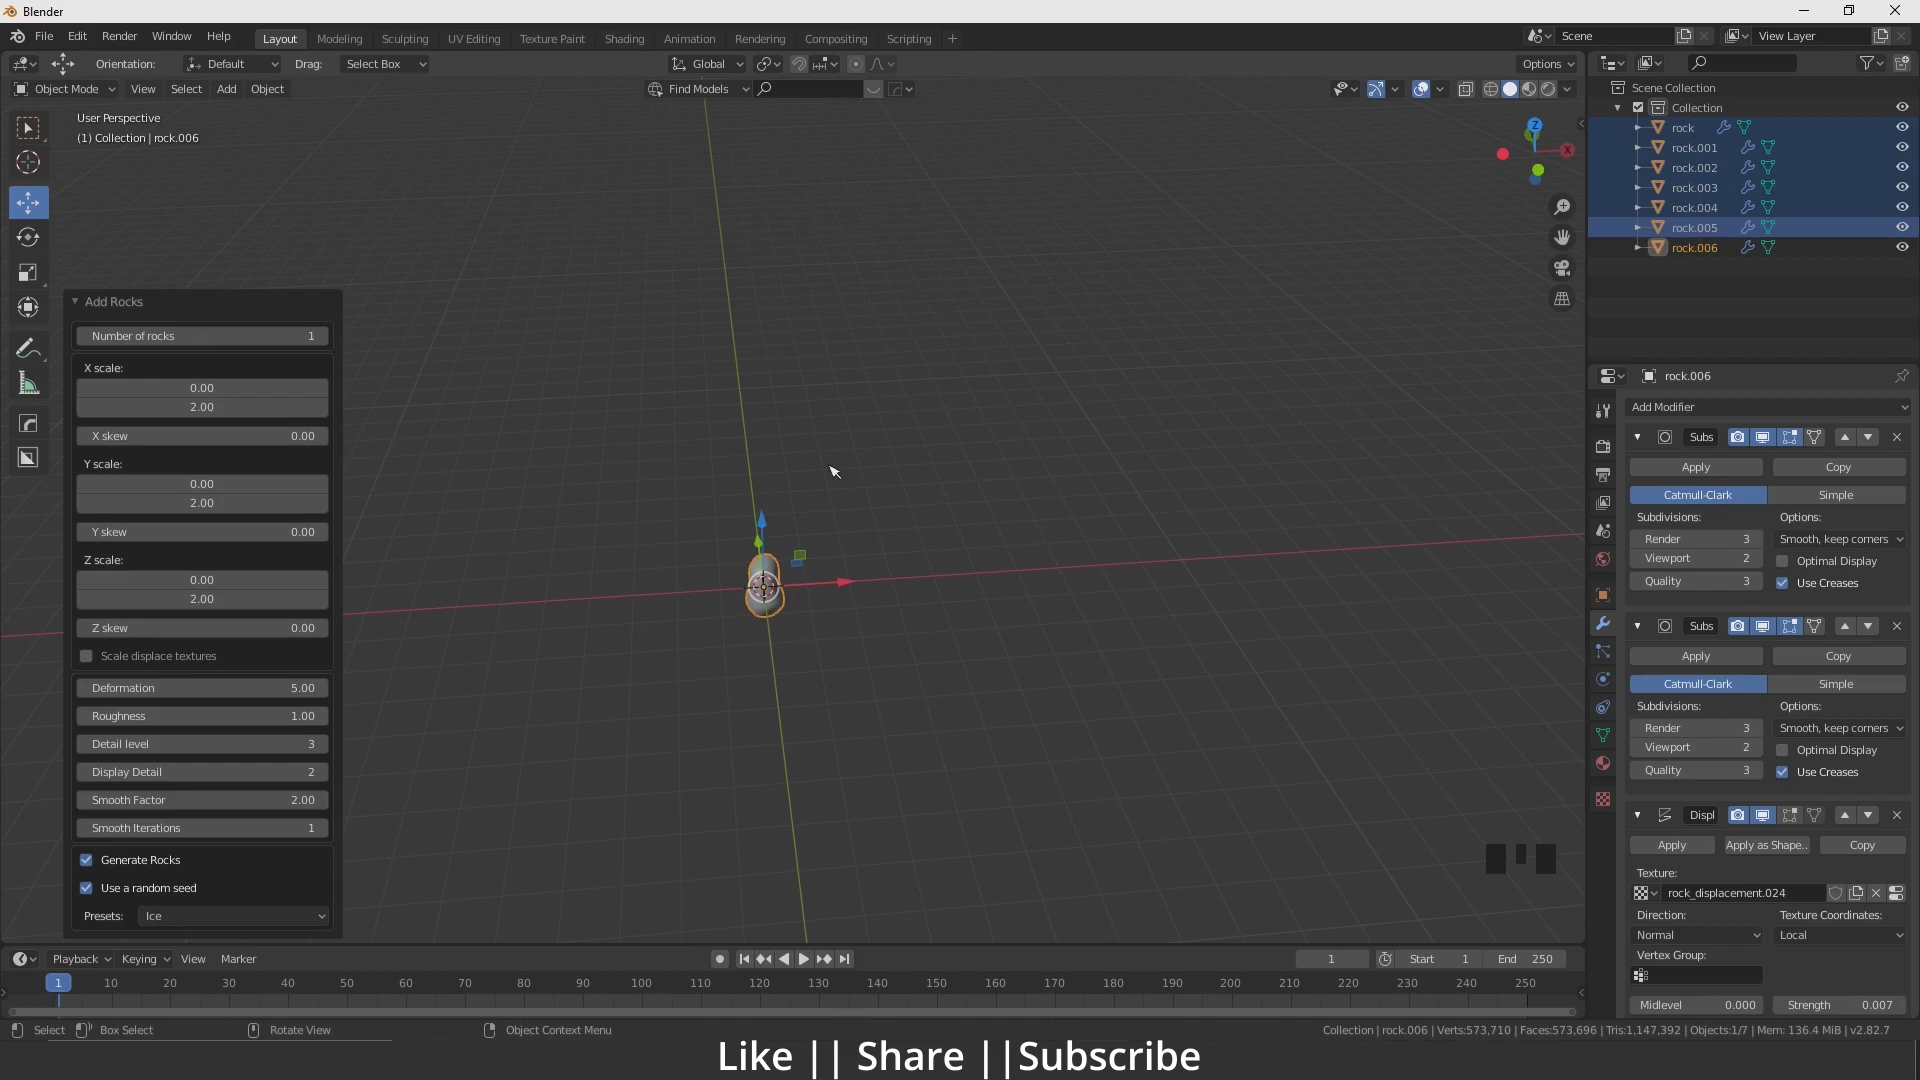 Blender
File Edit Render Window Help Layout Modeling Sculpting UV Editing Texture Paint Shading Animation Rendering Compositing Scripting + Scene View Layer
Orientation: Default Drag: Select Box Global Options
Object Mode View Select Add Object Find Models
User Perspective
(1) Collection | rock.006
Z
X
Scene Collection
Collection
rock
rock.001
rock.002
rock.003
rock.004
rock.005
rock.006
Add Rocks
Number of rocks 1
X scale:
0.00
2.00
X skew 0.00
Y scale:
0.00
2.00
Y skew 0.00
Z scale:
0.00
2.00
Z skew 0.00
Scale displace textures
Deformation 5.00
Roughness 1.00
Detail level 3
Display Detail 2
Smooth Factor 2.00
Smooth Iterations 1
Generate Rocks
Use a random seed
Presets: Ice
rock.006
Add Modifier
Subs
Apply Copy
Catmull-Clark Simple
Subdivisions: Options:
Render 3 Smooth, keep corners
Viewport 2 Optimal Display
Quality 3 Use Creases
Subs
Apply Copy
Catmull-Clark Simple
Subdivisions: Options:
Render 3 Smooth, keep corners
Viewport 2 Optimal Display
Quality 3 Use Creases
Displ
Apply Apply as Shape.. Copy
Texture:
rock_displacement.024
Direction: Texture Coordinates:
Normal Local
Vertex Group:
Midlevel 0.000 Strength 0.007
Playback Keying View Marker 1 Start 1 End 250
1 10 20 30 40 50 60 70 80 90 100 110 120 130 140 150 160 170 180 190 200 210 220 230 240 250
Select Box Select Rotate View Object Context Menu Collection | rock.006 | Verts:573,710 | Faces:573,696 | Tris:1,147,392 | Objects:1/7 | Mem: 136.4 MiB | v2.82.7
Like || Share ||Subscribe